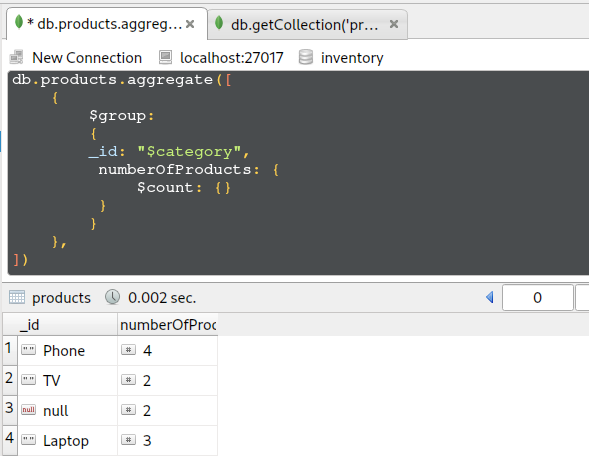 * db.products.aggreg...
db.getCollection('pr...
New Connection localhost:27017 inventory
db.products.aggregate([
{
$group:
{
_id: "$category",
numberOfProducts: {
$count: {}
}
}
},
])
products 0.002 sec. 0
_id numberOfProd
1 "" Phone # 4
2 "" TV # 2
3 null null # 2
4 "" Laptop # 3